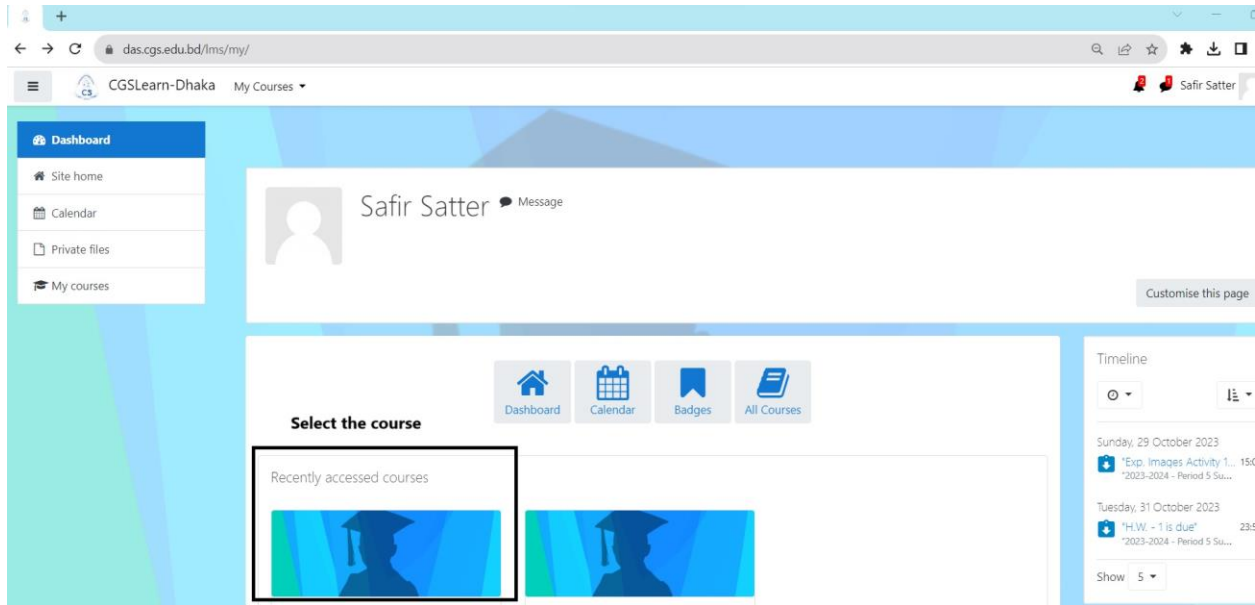 das.cgs.edu.bd/lms/my/
CS
CGSLearn-Dhaka My Courses
2 1 Safir Satter
Dashboard
Site home
Calendar
Private files
My courses
Safir Satter Message
Customise this page
Dashboard Calendar Badges All Courses
Select the course
Recently accessed courses
Timeline
Sunday, 29 October 2023
"Exp. Images Activity 1...
"2023-2024 - Period 5 Su...
Tuesday, 31 October 2023
"H.W. - 1 is due"
"2023-2024 - Period 5 Su...
Show 5